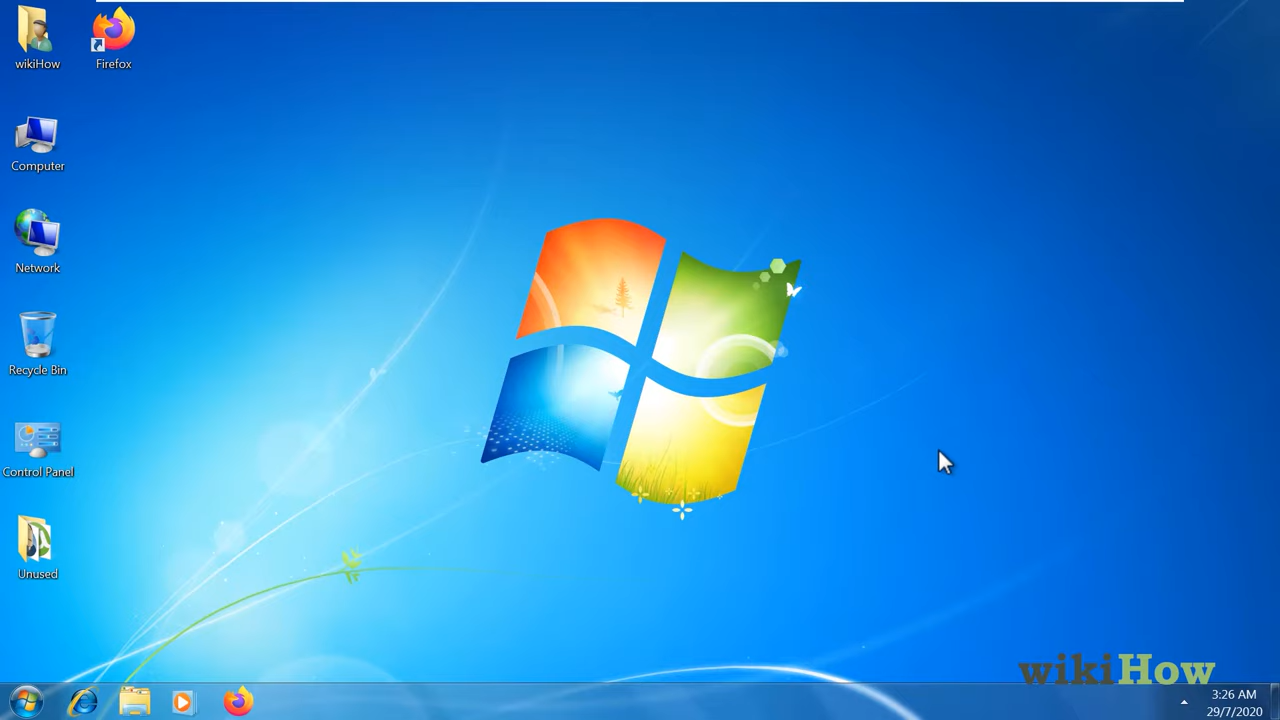 wikiHow
Firefox
Computer
Network
Recycle Bin
Control Panel
Unused
wikiHow
3:26 AM
29/7/2020